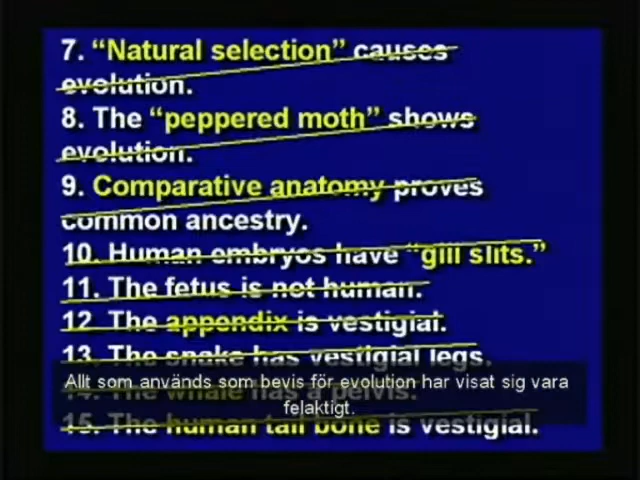 7. “Natural selection” causes
evolution.
8. The “peppered moth” shows
evolution.
9. Comparative anatomy proves
common ancestry.
10. Human embryos have “gill slits.”
11. The fetus is not human.
12. The appendix is vestigial.
13. The snake has vestigial legs.
14. The whale has a pelvis.
Allt som används som bevis för evolution har visat sig vara
felaktigt.
15. The human tail bone is vestigial.